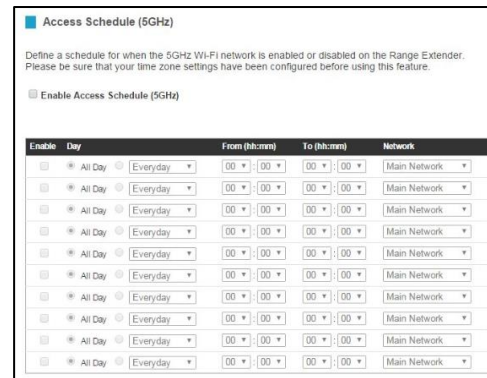 Access Schedule (5GHz)
Define a schedule for when the 5GHz Wi-Fi network is enabled or disabled on the Range Extender.
Please be sure that your time zone settings have been configured before using this feature.
Enable Access Schedule (5GHz)
Enable Day From (hh:mm) To (hh:mm) Network
All Day Everyday 00 : 00 00 : 00 Main Network
All Day Everyday 00 : 00 00 : 00 Main Network
All Day Everyday 00 : 00 00 : 00 Main Network
All Day Everyday 00 : 00 00 : 00 Main Network
All Day Everyday 00 : 00 00 : 00 Main Network
All Day Everyday 00 : 00 00 : 00 Main Network
All Day Everyday 00 : 00 00 : 00 Main Network
All Day Everyday 00 : 00 00 : 00 Main Network
All Day Everyday 00 : 00 00 : 00 Main Network
All Day Everyday 00 : 00 00 : 00 Main Network